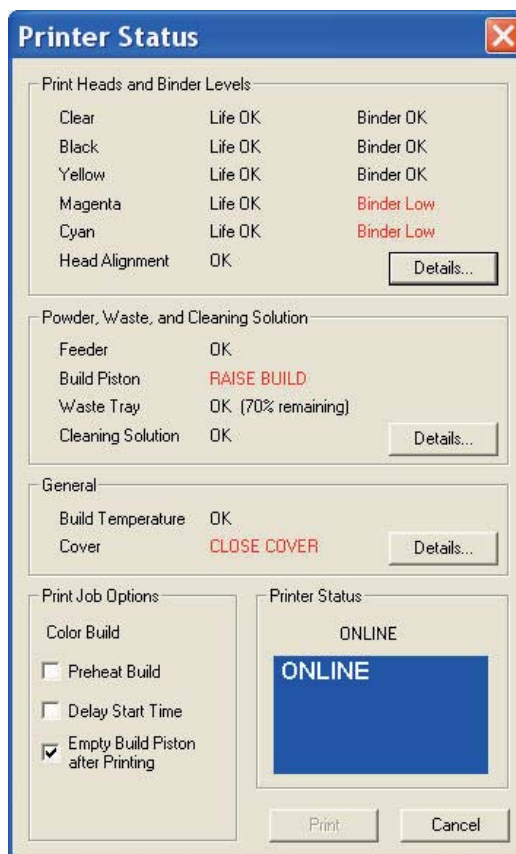 Printer Status
Print Heads and Binder Levels
Clear Life OK Binder OK
Black Life OK Binder OK
Yellow Life OK Binder OK
Magenta Life OK Binder Low
Cyan Life OK Binder Low
Head Alignment OK Details...
Powder, Waste, and Cleaning Solution
Feeder OK
Build Piston RAISE BUILD
Waste Tray OK (70% remaining)
Cleaning Solution OK Details...
General
Build Temperature OK
Cover CLOSE COVER Details...
Print Job Options
Color Build
Preheat Build
Delay Start Time
Empty Build Piston
after Printing
Printer Status
ONLINE
ONLINE
Print Cancel